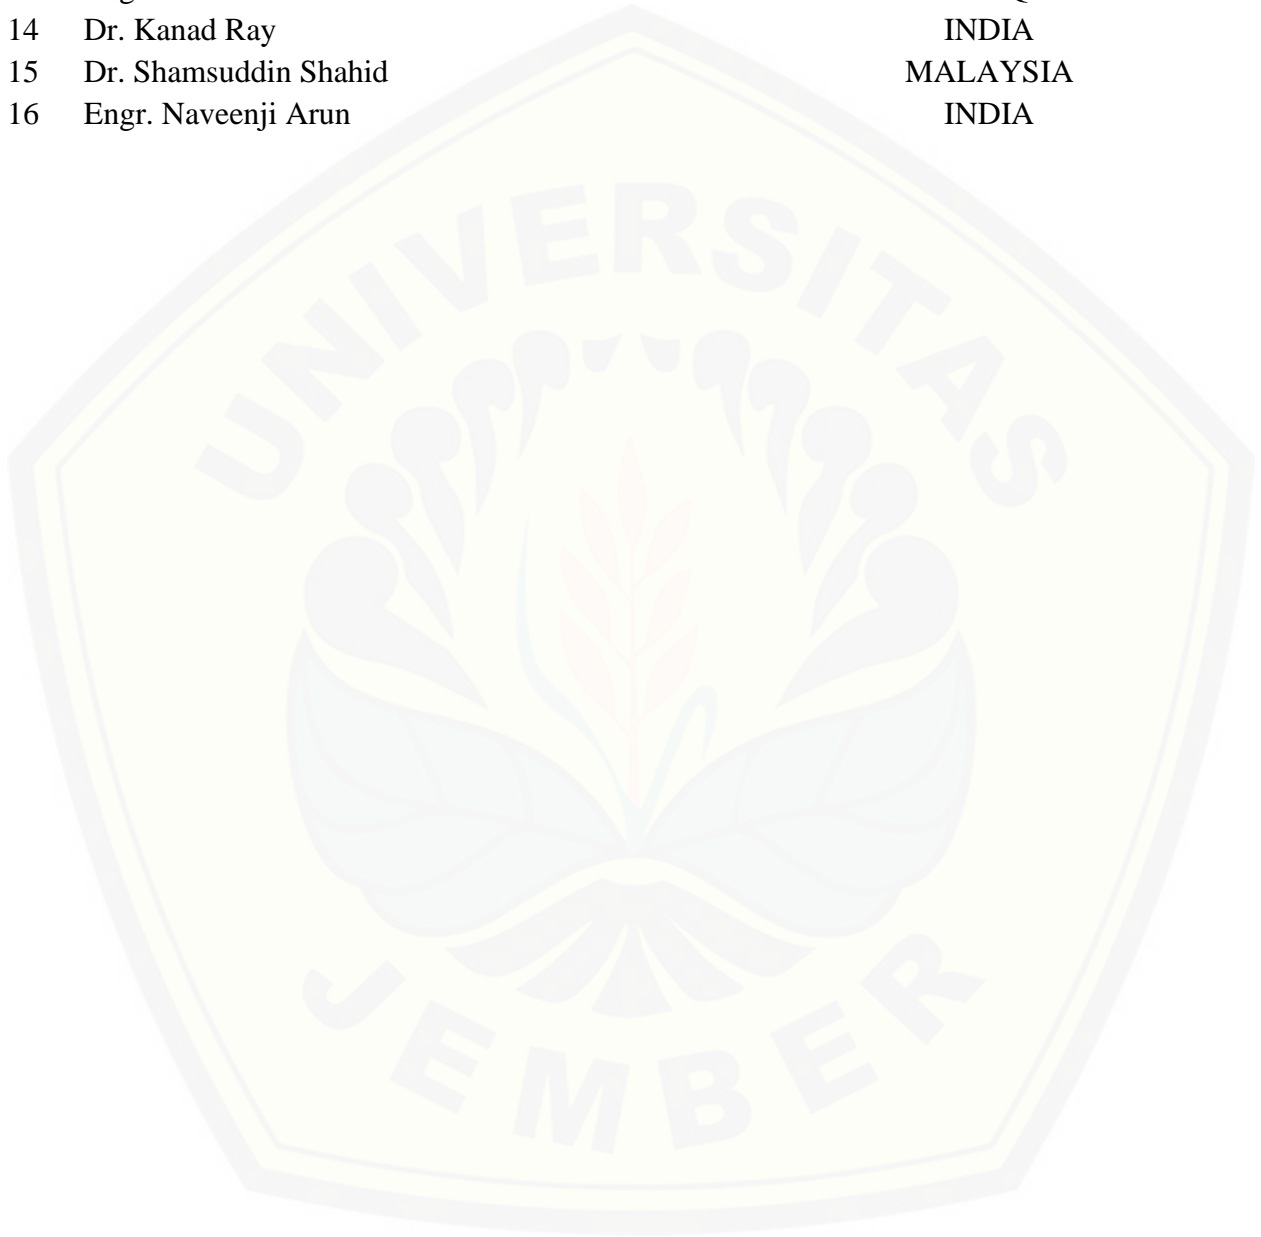 14 Dr. Kanad Ray INDIA
15 Dr. Shamsuddin Shahid MALAYSIA
16 Engr. Naveenji Arun INDIA
UNIVERSITAS
JEMBER